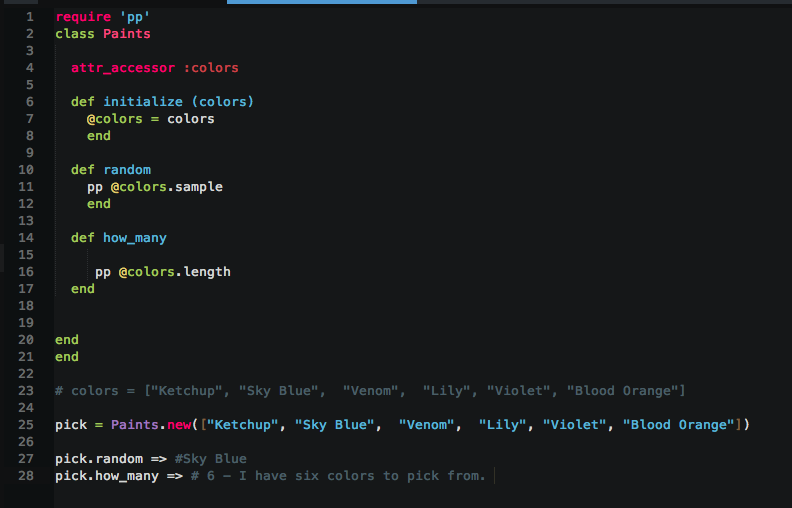 1 require 'pp'
2 class Paints
3
4   attr_accessor :colors
5
6   def initialize (colors)
7     @colors = colors
8     end
9
10   def random
11     pp @colors.sample
12     end
13
14   def how_many
15
16      pp @colors.length
17   end
18
19
20 end
21 end
22
23 # colors = ["Ketchup", "Sky Blue",  "Venom",  "Lily", "Violet", "Blood Orange"]
24
25 pick = Paints.new(["Ketchup", "Sky Blue",  "Venom",  "Lily", "Violet", "Blood Orange"])
26
27 pick.random => #Sky Blue
28 pick.how_many => # 6 – I have six colors to pick from.